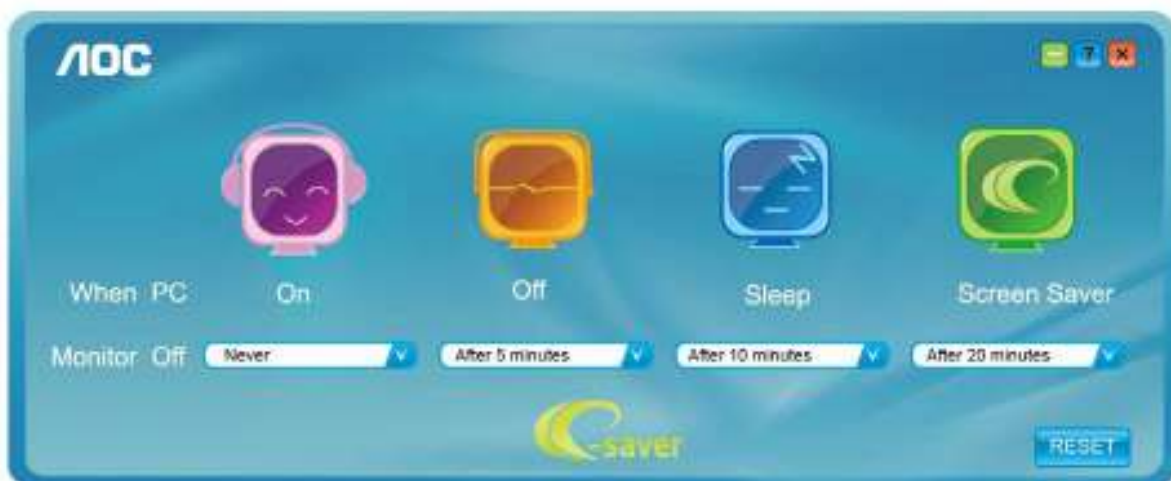 AOC
?
When PC On Off Sleep Screen Saver
Monitor Off Never After 5 minutes After 10 minutes After 20 minutes
e-saver
RESET